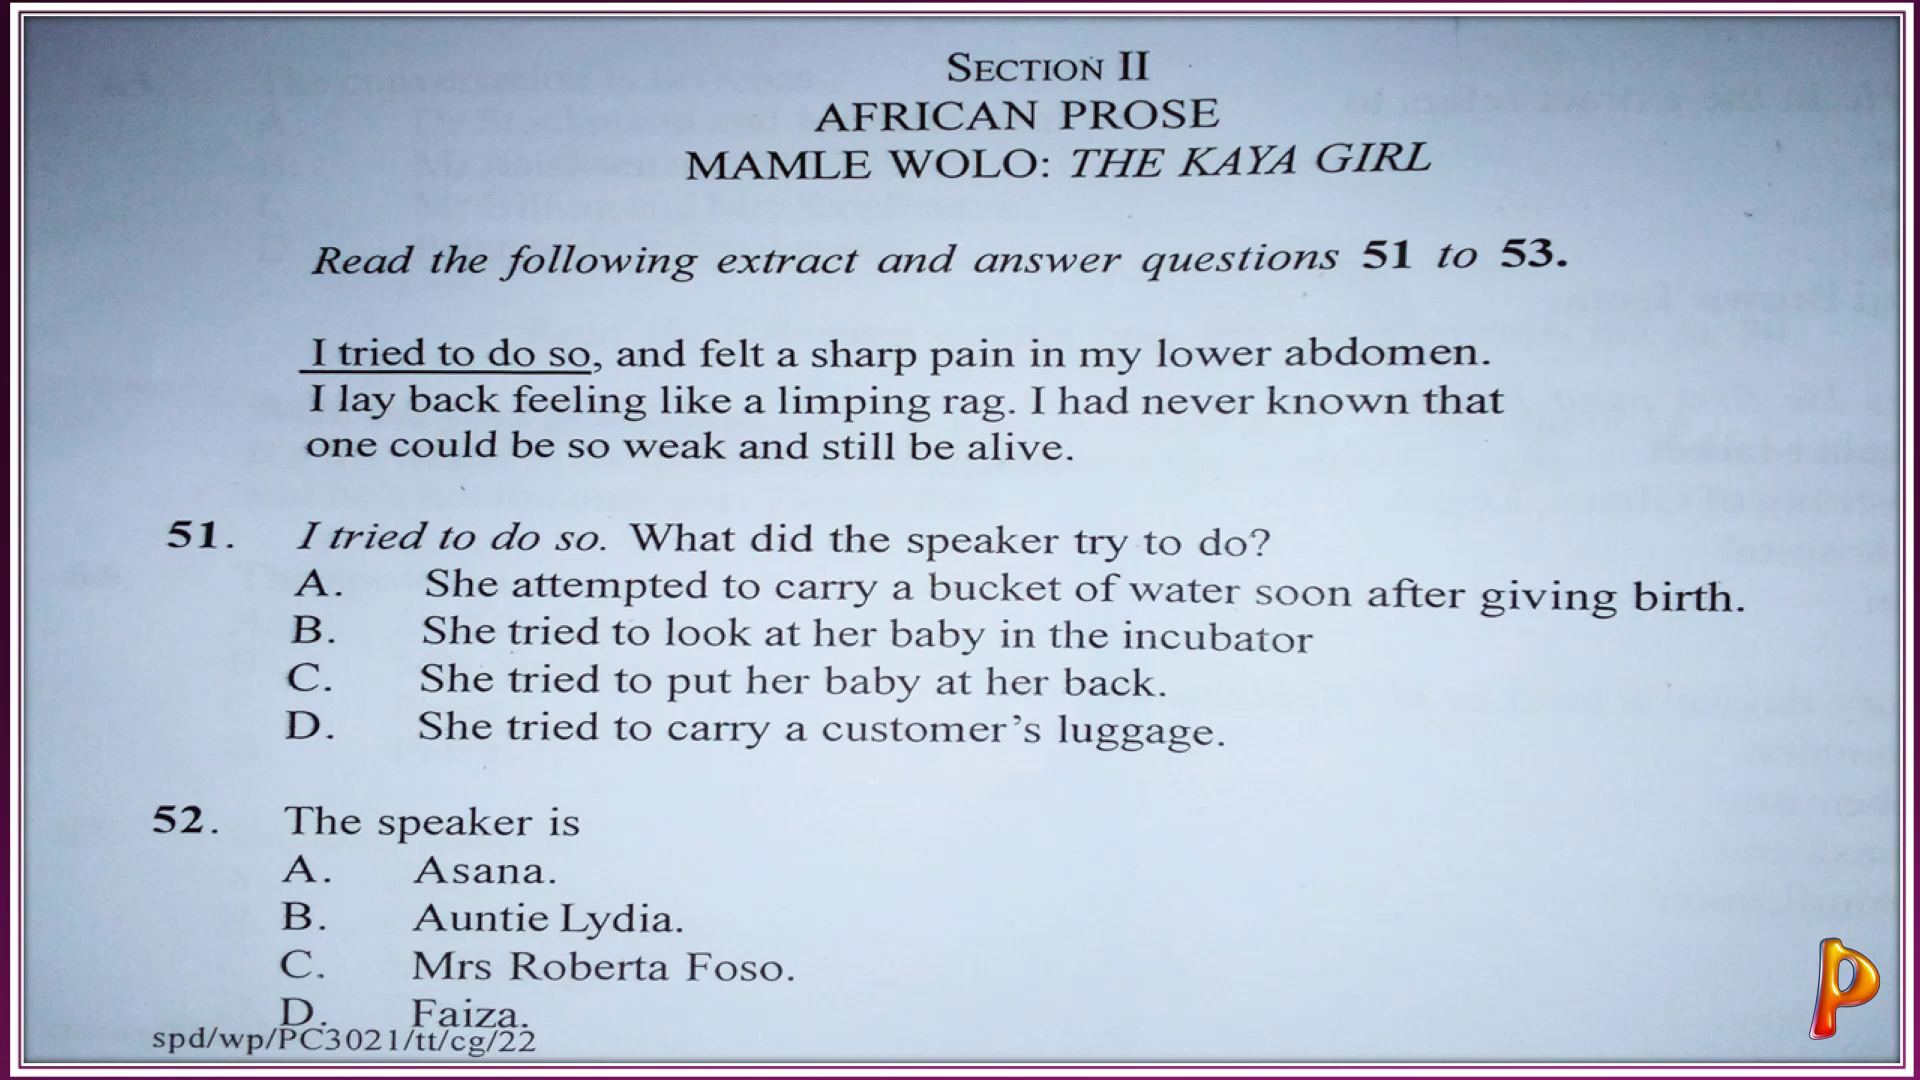 SECTION II
AFRICAN PROSE
MAMLE WOLO: THE KAYA GIRL
Read the following extract and answer questions 51 to 53.
I tried to do so, and felt a sharp pain in my lower abdomen.
I lay back feeling like a limping rag. I had never known that
one could be so weak and still be alive.
51. I tried to do so. What did the speaker try to do?
A. She attempted to carry a bucket of water soon after giving birth.
B. She tried to look at her baby in the incubator
C. She tried to put her baby at her back.
D. She tried to carry a customer's luggage.
52. The speaker is
A. Asana.
B. Auntie Lydia.
C. Mrs Roberta Foso.
D. Faiza.
spd/wp/PC3021/tt/cg/22
P